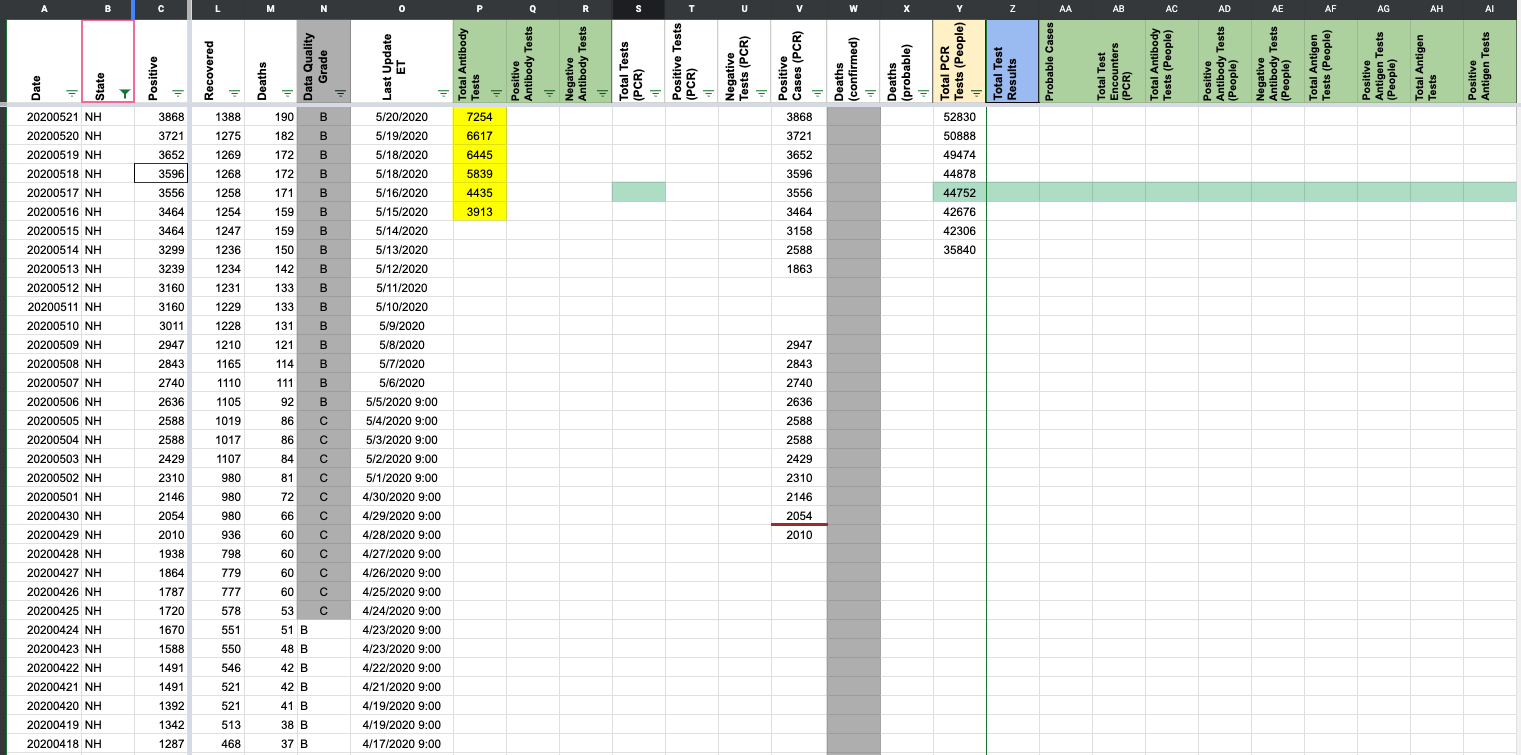 A B C L M N O P Q R S T U V W X Y Z AA AB AC AD AE AF AG AH AI
Date State Positive Recovered Deaths Data Quality Grade Last Update ET Total Antibody Tests Positive Antibody Tests Negative Antibody Tests Total Tests (PCR) Positive Tests (PCR) Negative Tests (PCR) Positive Cases (PCR) Deaths (confirmed) Deaths (probable) Total PCR Tests (People) Total Test Results Probable Cases Total Test Encounters (PCR) Total Antibody Tests (People) Positive Antibody Tests (People) Negative Antibody Tests (People) Total Antigen Tests (People) Positive Antigen Tests (People) Total Antigen Tests Positive Antigen Tests
20200521 NH 3868 1388 190 B 5/20/2020 7254 3868 52830
20200520 NH 3721 1275 182 B 5/19/2020 6617 3721 50888
20200519 NH 3652 1269 172 B 5/18/2020 6445 3652 49474
20200518 NH 3596 1268 172 B 5/18/2020 5839 3596 44878
20200517 NH 3556 1258 171 B 5/16/2020 4435 3556 44752
20200516 NH 3464 1254 159 B 5/15/2020 3913 3464 42676
20200515 NH 3464 1247 159 B 5/14/2020 3158 42306
20200514 NH 3299 1236 150 B 5/13/2020 2588 35840
20200513 NH 3239 1234 142 B 5/12/2020 1863
20200512 NH 3160 1231 133 B 5/11/2020
20200511 NH 3160 1229 133 B 5/10/2020
20200510 NH 3011 1228 131 B 5/9/2020
20200509 NH 2947 1210 121 B 5/8/2020 2947
20200508 NH 2843 1165 114 B 5/7/2020 2843
20200507 NH 2740 1110 111 B 5/6/2020 2740
20200506 NH 2636 1105 92 B 5/5/2020 9:00 2636
20200505 NH 2588 1019 86 C 5/4/2020 9:00 2588
20200504 NH 2588 1017 86 C 5/3/2020 9:00 2588
20200503 NH 2429 1107 84 C 5/2/2020 9:00 2429
20200502 NH 2310 980 81 C 5/1/2020 9:00 2310
20200501 NH 2146 980 72 C 4/30/2020 9:00 2146
20200430 NH 2054 980 66 C 4/29/2020 9:00 2054
20200429 NH 2010 936 60 C 4/28/2020 9:00 2010
20200428 NH 1938 798 60 C 4/27/2020 9:00
20200427 NH 1864 779 60 C 4/26/2020 9:00
20200426 NH 1787 777 60 C 4/25/2020 9:00
20200425 NH 1720 578 53 C 4/24/2020 9:00
20200424 NH 1670 551 51 B 4/23/2020 9:00
20200423 NH 1588 550 48 B 4/23/2020 9:00
20200422 NH 1491 546 42 B 4/22/2020 9:00
20200421 NH 1491 521 42 B 4/21/2020 9:00
20200420 NH 1392 521 41 B 4/19/2020 9:00
20200419 NH 1342 513 38 B 4/19/2020 9:00
20200418 NH 1287 468 37 B 4/17/2020 9:00